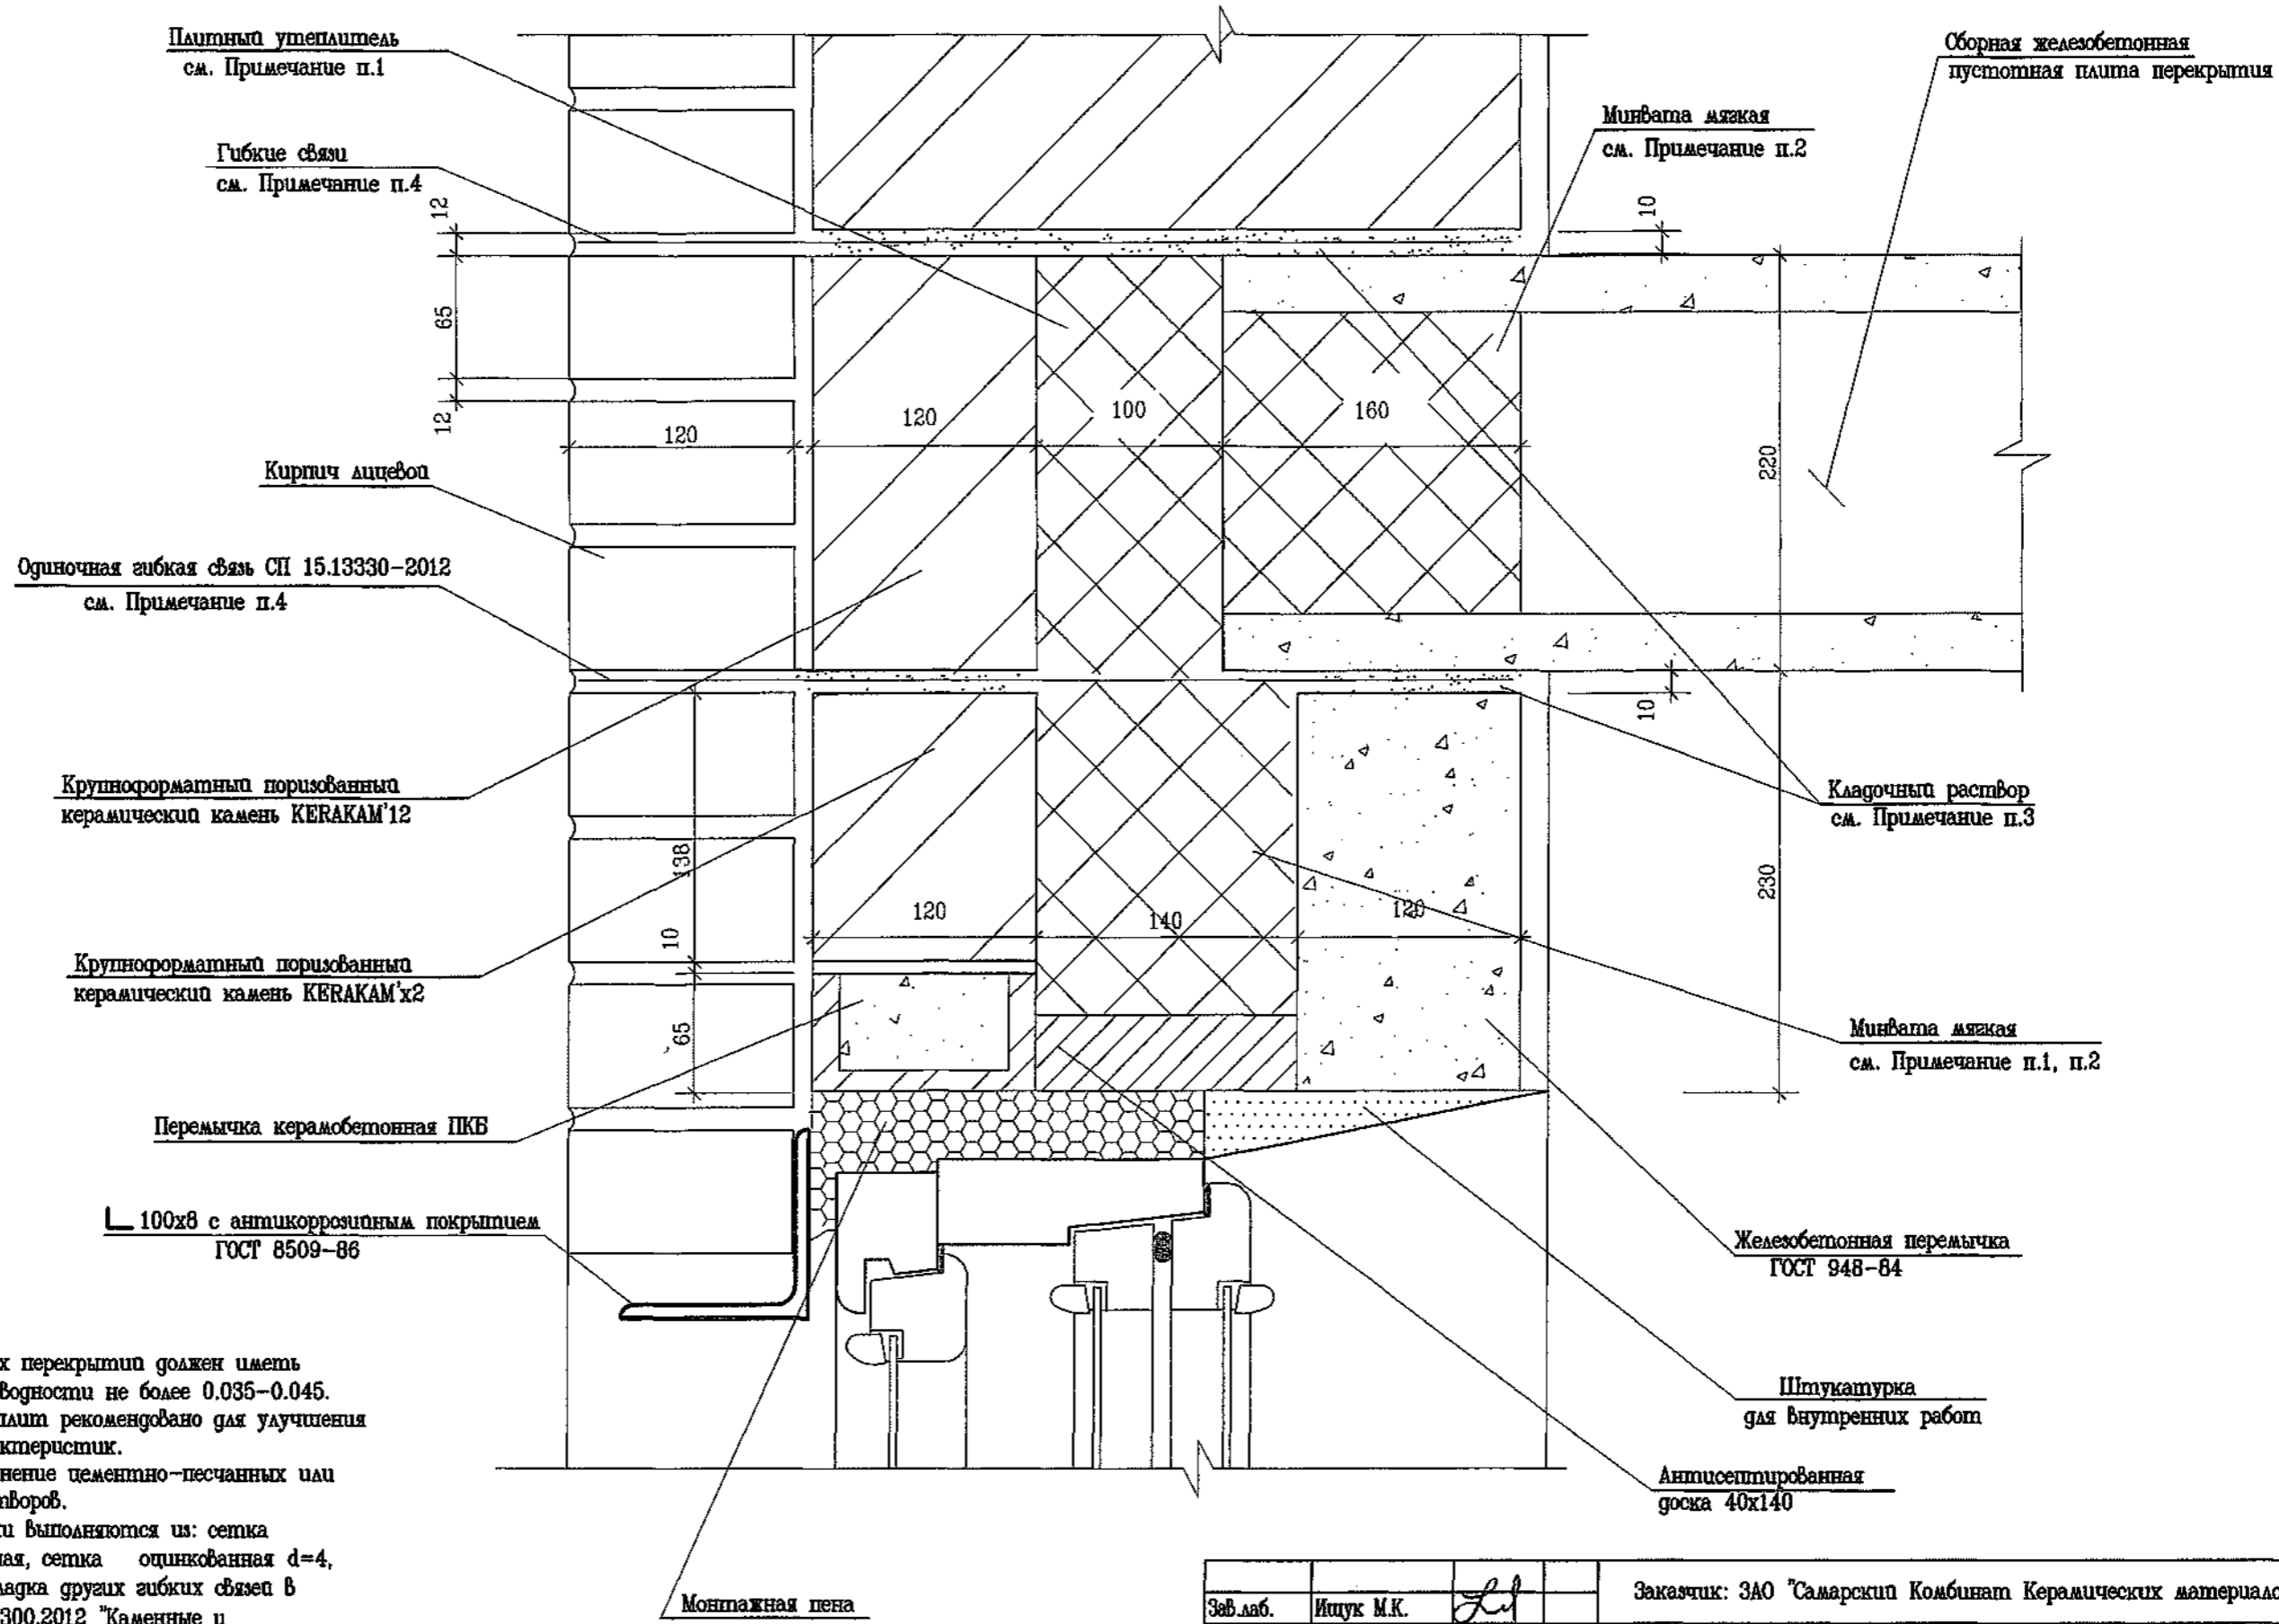 Плитный утеплитель
см. Примечание п.1
Гибкие связи
см. Примечание п.4
Сборная железобетонная
пустотная плита перекрытия
Минвата мягкая
см. Примечание п.2
12
10
65
12
120
120
100
160
220
Кирпич лицевой
Одиночная гибкая связь СП 15.13330-2012
см. Примечание п.4
10
Крупноформатный поризованный
керамический камень KERAKAM'12
Кладочный раствор
см. Примечание п.3
138
230
120
140
120
10
Крупноформатный поризованный
керамический камень KERAKAM'x2
65
Минвата мягкая
см. Примечание п.1, п.2
Перемычка керамобетонная ПКБ
100x8 с антикоррозийным покрытием
ГОСТ 8509-86
Железобетонная перемычка
ГОСТ 948-84
Штукатурка
для внутренних работ
Антисептированная
доска 40x140
х перекрытий должен иметь
водности не более 0.035-0.045.
плит рекомендовано для улучшения
ктеристик.
нение цементно-песчанных или
творов.
и выполняются из: сетка
ная, сетка оцинкованная d=4,
ладка других гибких связей в
300.2012 "Каменные и
Монтажная пена
Зав.лаб.
Ищук М.К.
Заказчик: ЗАО "Самарский Комбинат Керамических материало